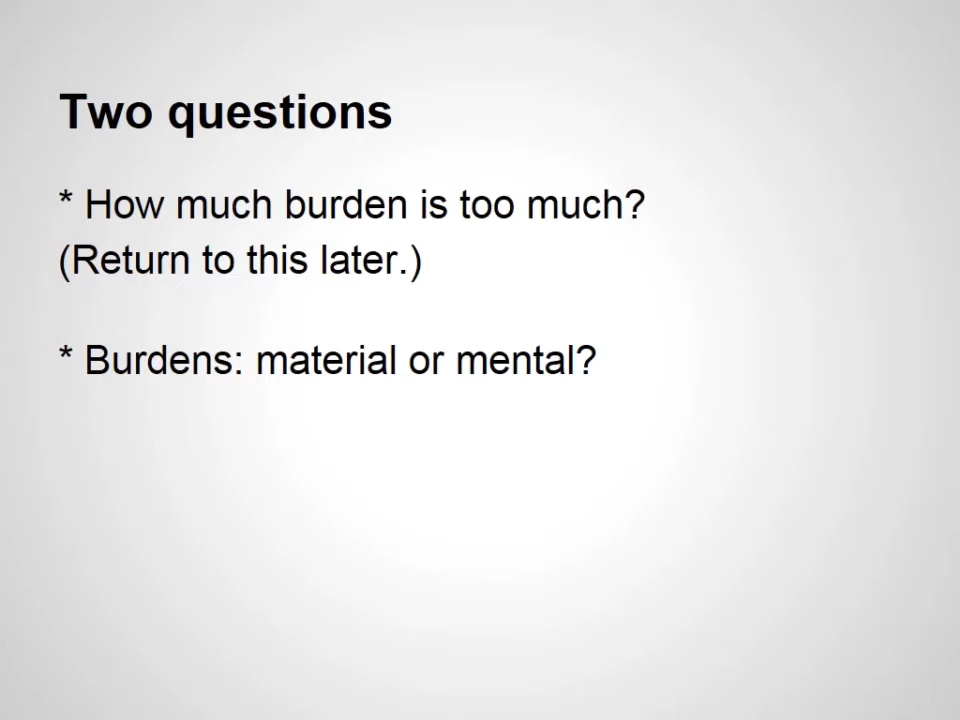 Two questions
* How much burden is too much?
(Return to this later.)
* Burdens: material or mental?